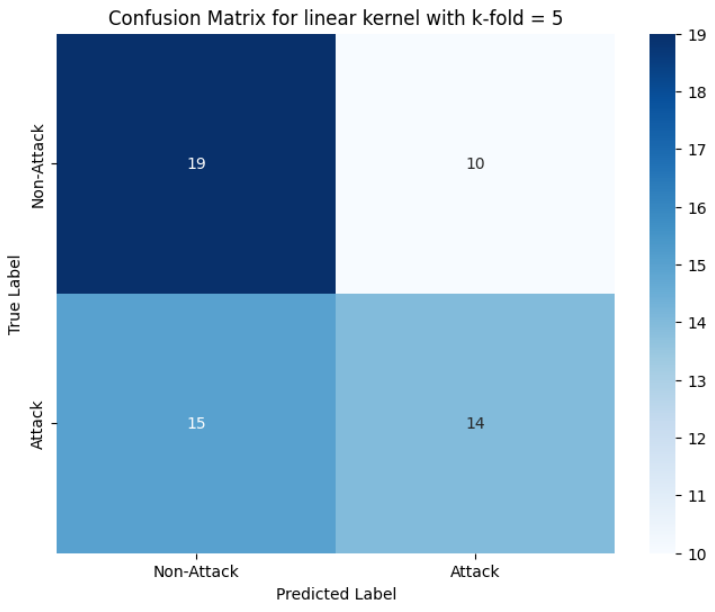 Confusion Matrix for linear kernel with k-fold = 5
True Label
Non-Attack
Attack
19
10
15
14
Non-Attack
Attack
Predicted Label
19
18
17
16
15
14
13
12
11
10